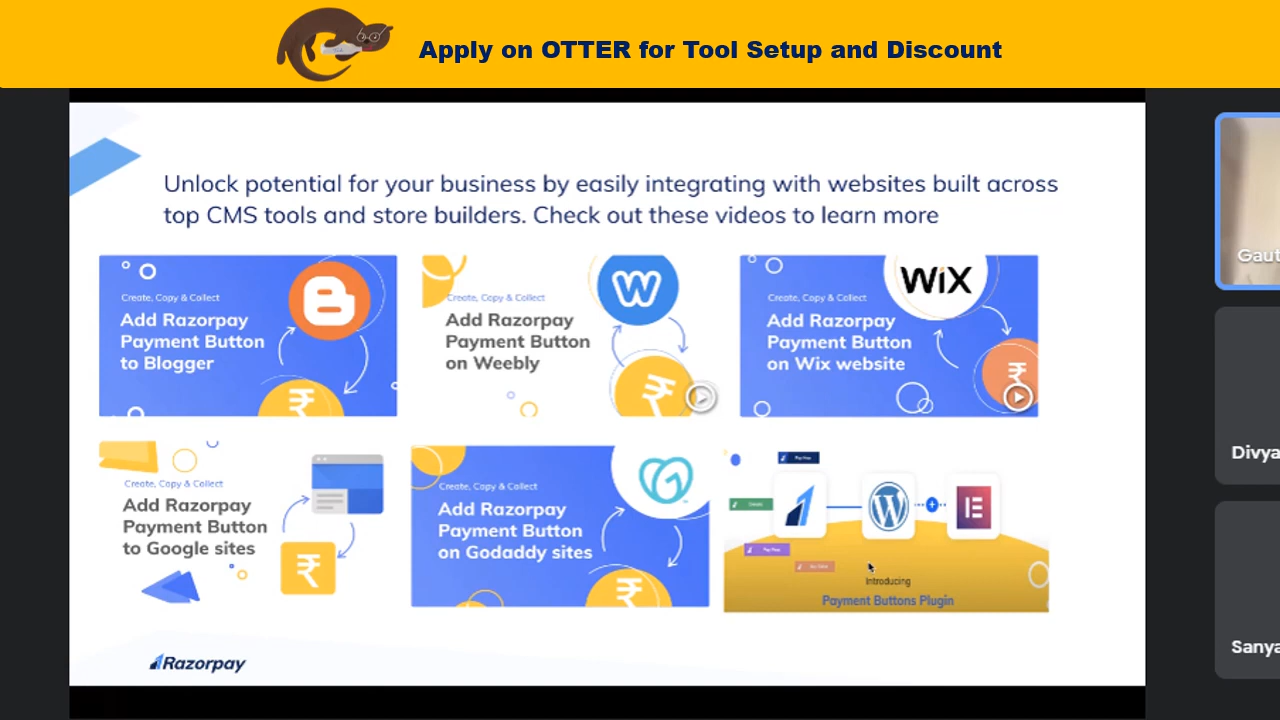 Apply on OTTER for Tool Setup and Discount
Unlock potential for your business by easily integrating with websites built across
top CMS tools and store builders. Check out these videos to learn more
Create, Copy & Collect
Add Razorpay
Payment Button
to Blogger
Create, Copy & Collect
Add Razorpay
Payment Button
on Weebly
WiX
Create, Copy & Collect
Add Razorpay
Payment Button
on Wix website
Create, Copy & Collect
Add Razorpay
Payment Button
to Google sites
Create, Copy & Collect
Add Razorpay
Payment Button
on Godaddy sites
Pay Now
Introducing
Payment Buttons Plugin
Razorpay
Gaut
Divya
Sanya